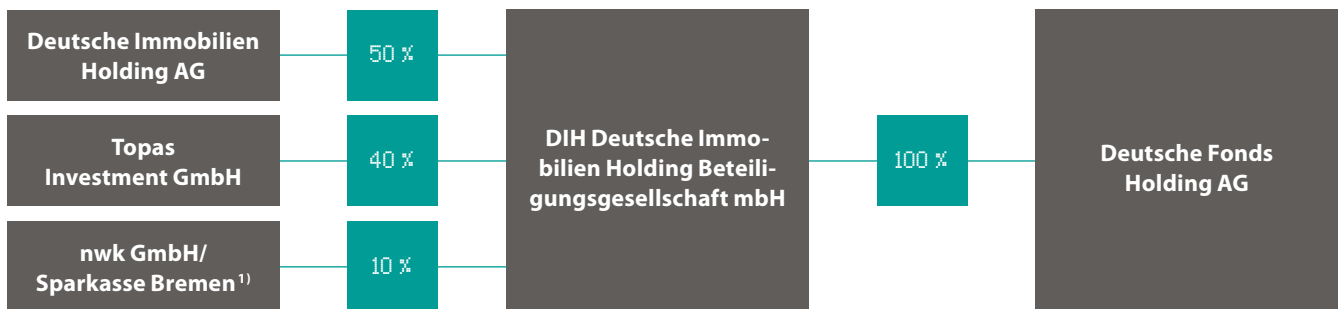 Deutsche Immobilien
Holding AG
50 %
Topas
Investment GmbH
40 %
nwk GmbH/
Sparkasse Bremen 1)
10 %
DIH Deutsche Immo-
bilien Holding Beteili-
gungsgesellschaft mbH
100 %
Deutsche Fonds
Holding AG